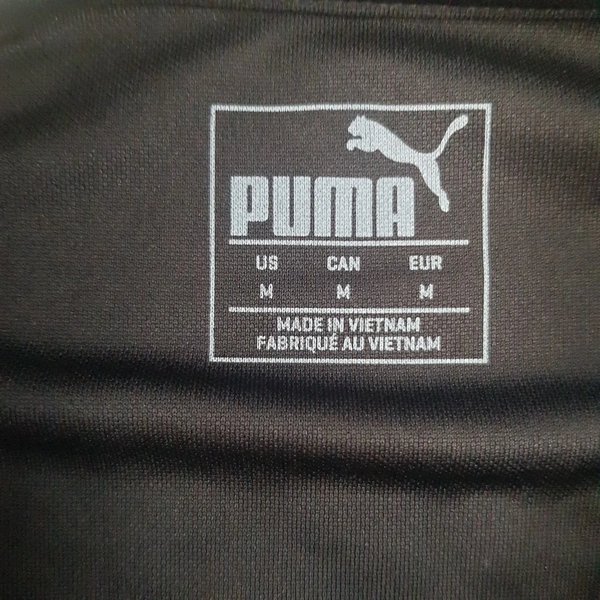 PUMA
US CAN EUR
M M M
MADE IN VIETNAM
FABRIQUÉ AU VIETNAM